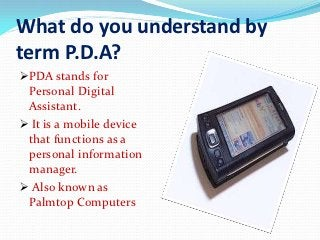 What do you understand by
term P.D.A?
➢PDA stands for
Personal Digital
Assistant.
➢ It is a mobile device
that functions as a
personal information
manager.
➢ Also known as
Palmtop Computers